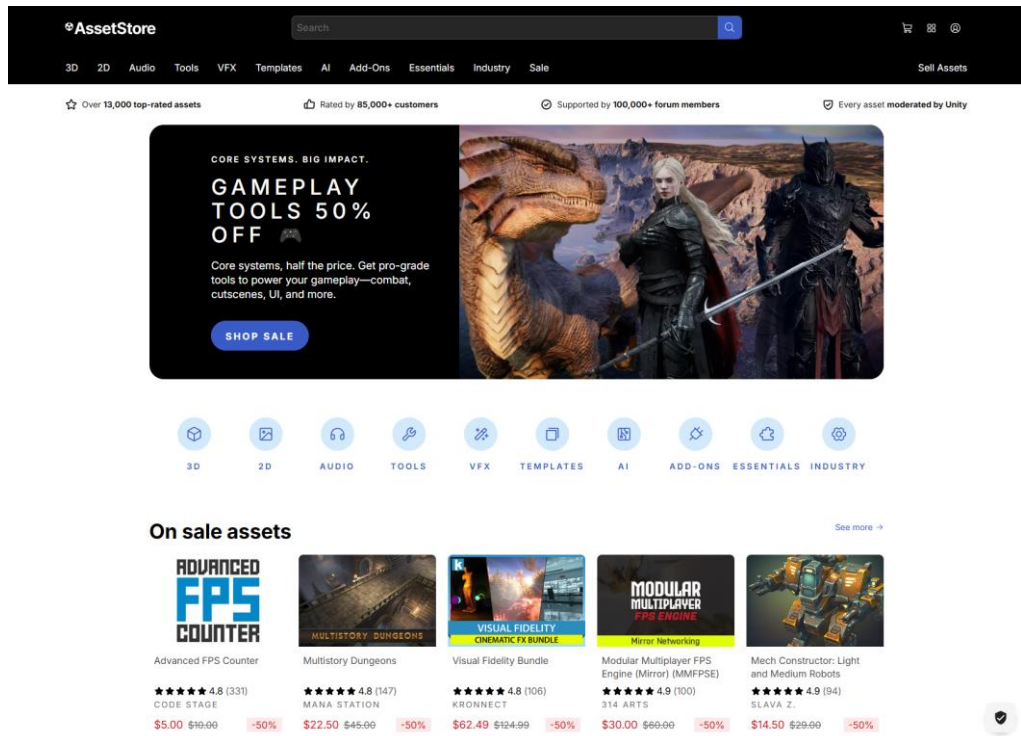 AssetStore
Search
3D 2D Audio Tools VFX Templates AI Add-Ons Essentials Industry Sale
Sell Assets
Over 13,000 top-rated assets
Rated by 85,000+ customers
Supported by 100,000+ forum members
Every asset moderated by Unity
CORE SYSTEMS. BIG IMPACT.
GAMEPLAY
TOOLS 50%
OFF 🎮
Core systems, half the price. Get pro-grade
tools to power your gameplay—combat,
cutscenes, UI, and more.
SHOP SALE
3D 2D AUDIO TOOLS VFX TEMPLATES AI ADD-ONS ESSENTIALS INDUSTRY
On sale assets
See more →
ADVANCED
FPS
COUNTER
Advanced FPS Counter
★★★★★ 4.8 (331)
CODE STAGE
$5.00 $10.00 -50%
MULTISTORY DUNGEONS
Multistory Dungeons
★★★★★ 4.8 (147)
MANA STATION
$22.50 $45.00 -50%
k
VISUAL FIDELITY
CINEMATIC FX BUNDLE
Visual Fidelity Bundle
★★★★★ 4.8 (106)
KRONNECT
$62.49 $124.99 -50%
MODULAR
MULTIPLAYER
FPS ENGINE
Mirror Networking
Modular Multiplayer FPS
Engine (Mirror) (MMFPSE)
★★★★★ 4.9 (100)
314 ARTS
$30.00 $60.00 -50%
Mech Constructor: Light
and Medium Robots
★★★★★ 4.9 (94)
SLAVA Z.
$14.50 $29.00 -50%